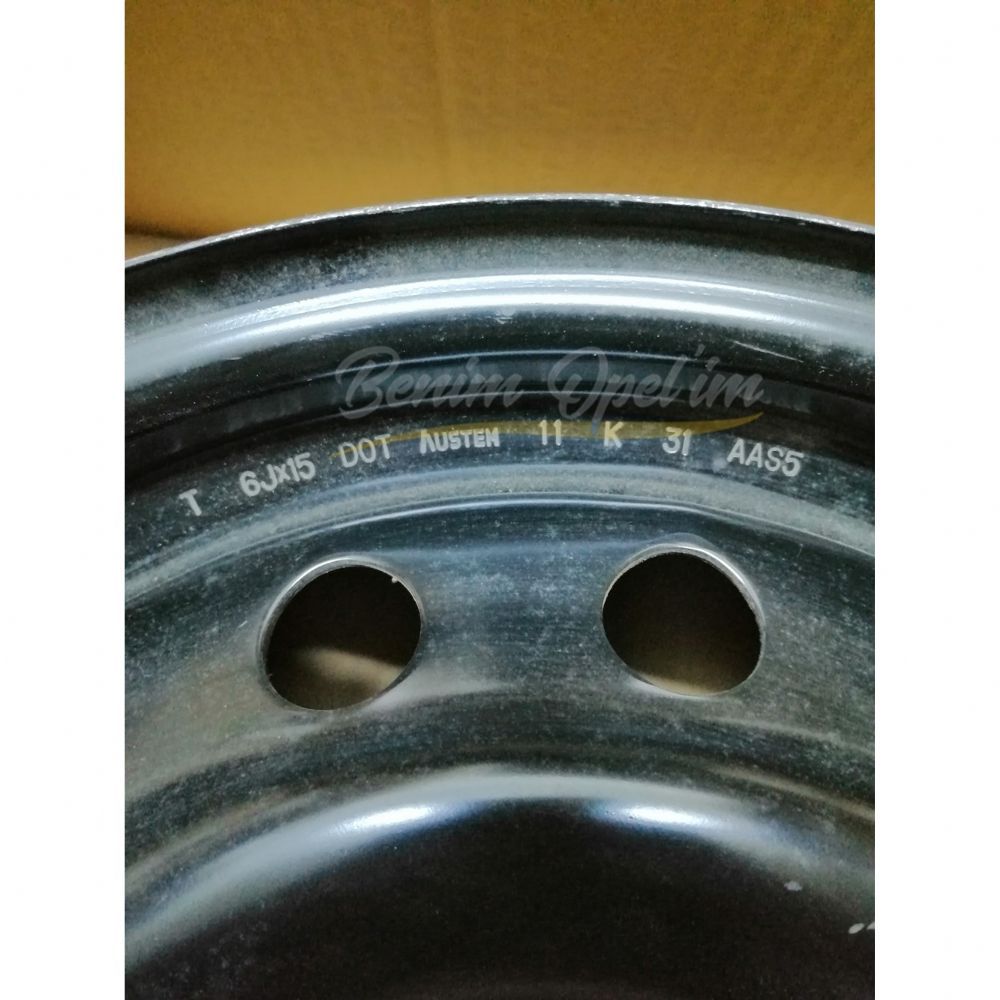 Benim Opel'im
T 6Jx15 DOT AUSTEM 11 K 31 AAS5